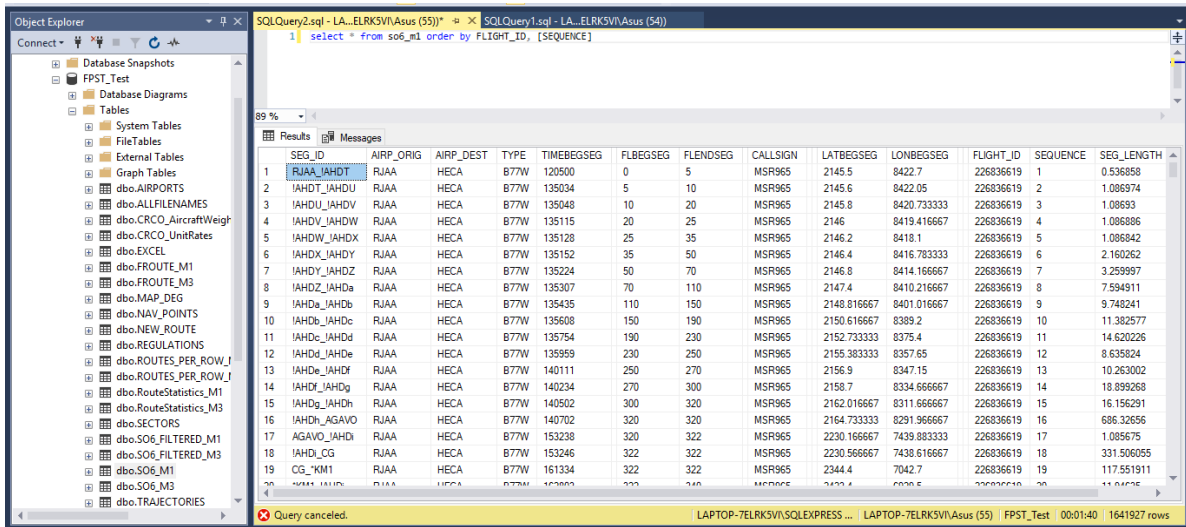 Object Explorer
Connect
Database Snapshots
FPST_Test
Database Diagrams
Tables
System Tables
FileTables
External Tables
Graph Tables
dbo.AIRPORTS
dbo.ALLFILENAMES
dbo.CRCO_AircraftWeigh
dbo.CRCO_UnitRates
dbo.EXCEL
dbo.FROUTE_M1
dbo.FROUTE_M3
dbo.MAP_DEG
dbo.NAV_POINTS
dbo.NEW_ROUTE
dbo.REGULATIONS
dbo.ROUTES_PER_ROW_
dbo.ROUTES_PER_ROW_
dbo.RouteStatistics_M1
dbo.RouteStatistics_M3
dbo.SECTORS
dbo.SO6_FILTERED_M1
dbo.SO6_FILTERED_M3
dbo.SO6_M1
dbo.SO6_M3
dbo.TRAJECTORIES
SQLQuery2.sql - LA...ELRK5VI\Asus (55))* SQLQuery1.sql - LA...ELRK5VI\Asus (54))
1 select * from so6_m1 order by FLIGHT_ID, [SEQUENCE]
89 %
Results Messages
SEG_ID AIRP_ORIG AIRP_DEST TYPE TIMEBEGSEG FLBEGSEG FLENDSEG CALLSIGN LATBEGSEG LONBEGSEG FLIGHT_ID SEQUENCE SEG_LENGTH
1 RJAA_!AHDT RJAA HECA B77W 120500 0 5 MSR965 2145.5 8422.7 226836619 1 0.536858
2 !AHDT_!AHDU RJAA HECA B77W 135034 5 10 MSR965 2145.6 8422.05 226836619 2 1.086974
3 !AHDU_!AHDV RJAA HECA B77W 135048 10 20 MSR965 2145.8 8420.733333 226836619 3 1.08693
4 !AHDV_!AHDW RJAA HECA B77W 135115 20 25 MSR965 2146 8419.416667 226836619 4 1.086886
5 !AHDW_!AHDX RJAA HECA B77W 135128 25 35 MSR965 2146.2 8418.1 226836619 5 1.086842
6 !AHDX_!AHDY RJAA HECA B77W 135152 35 50 MSR965 2146.4 8416.783333 226836619 6 2.160262
7 !AHDY_!AHDZ RJAA HECA B77W 135224 50 70 MSR965 2146.8 8414.166667 226836619 7 3.259997
8 !AHDZ_!AHDa RJAA HECA B77W 135307 70 110 MSR965 2147.4 8410.216667 226836619 8 7.594911
9 !AHDa_!AHDb RJAA HECA B77W 135435 110 150 MSR965 2148.816667 8401.016667 226836619 9 9.748241
10 !AHDb_!AHDc RJAA HECA B77W 135608 150 190 MSR965 2150.616667 8389.2 226836619 10 11.382577
11 !AHDc_!AHDd RJAA HECA B77W 135754 190 230 MSR965 2152.733333 8375.4 226836619 11 14.620226
12 !AHDd_!AHDe RJAA HECA B77W 135959 230 250 MSR965 2155.383333 8357.65 226836619 12 8.635824
13 !AHDe_!AHDf RJAA HECA B77W 140111 250 270 MSR965 2156.9 8347.15 226836619 13 10.263002
14 !AHDf_!AHDg RJAA HECA B77W 140234 270 300 MSR965 2158.7 8334.666667 226836619 14 18.899268
15 !AHDg_!AHDh RJAA HECA B77W 140502 300 320 MSR965 2162.016667 8311.666667 226836619 15 16.156291
16 !AHDh_AGAVO RJAA HECA B77W 140702 320 320 MSR965 2164.733333 8291.966667 226836619 16 686.32656
17 AGAVO_!AHDi RJAA HECA B77W 153238 320 322 MSR965 2230.166667 7439.883333 226836619 17 1.085675
18 !AHDi_CG RJAA HECA B77W 153246 322 322 MSR965 2230.566667 7438.616667 226836619 18 331.506055
19 CG_*KM1 RJAA HECA B77W 161334 322 322 MSR965 2344.4 7042.7 226836619 19 117.551911
Query canceled. LAPTOP-7ELRK5VI\SQLEXPRESS ... LAPTOP-7ELRK5VI\Asus (55) FPST_Test 00:01:40 1641927 rows